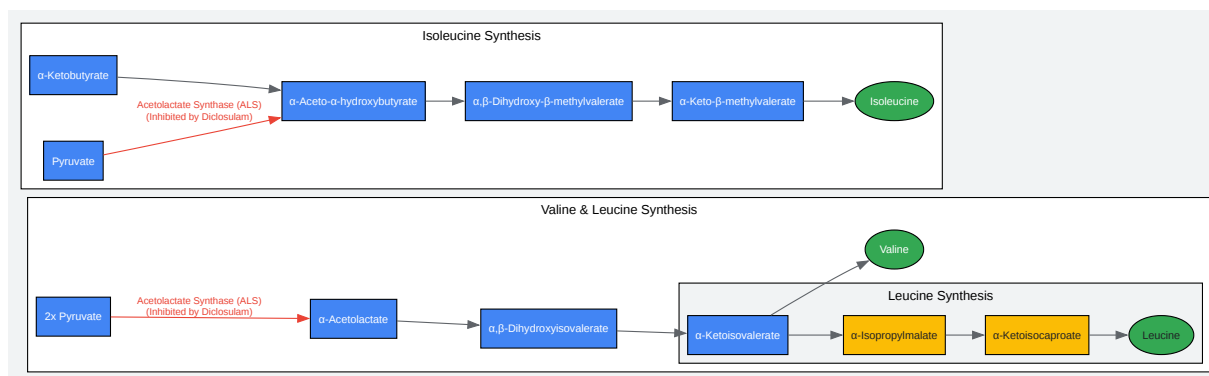 Isoleucine Synthesis
α-Ketobutyrate
Acetolactate Synthase (ALS)
(Inhibited by Diclosulam)
Pyruvate
α-Aceto-α-hydroxybutyrate
α,β-Dihydroxy-β-methylvalerate
α-Keto-β-methylvalerate
Isoleucine
Valine & Leucine Synthesis
2x Pyruvate
Acetolactate Synthase (ALS)
(Inhibited by Diclosulam)
α-Acetolactate
α,β-Dihydroxyisovalerate
Valine
Leucine Synthesis
α-Ketoisovalerate
α-Isopropylmalate
α-Ketoisocaproate
Leucine